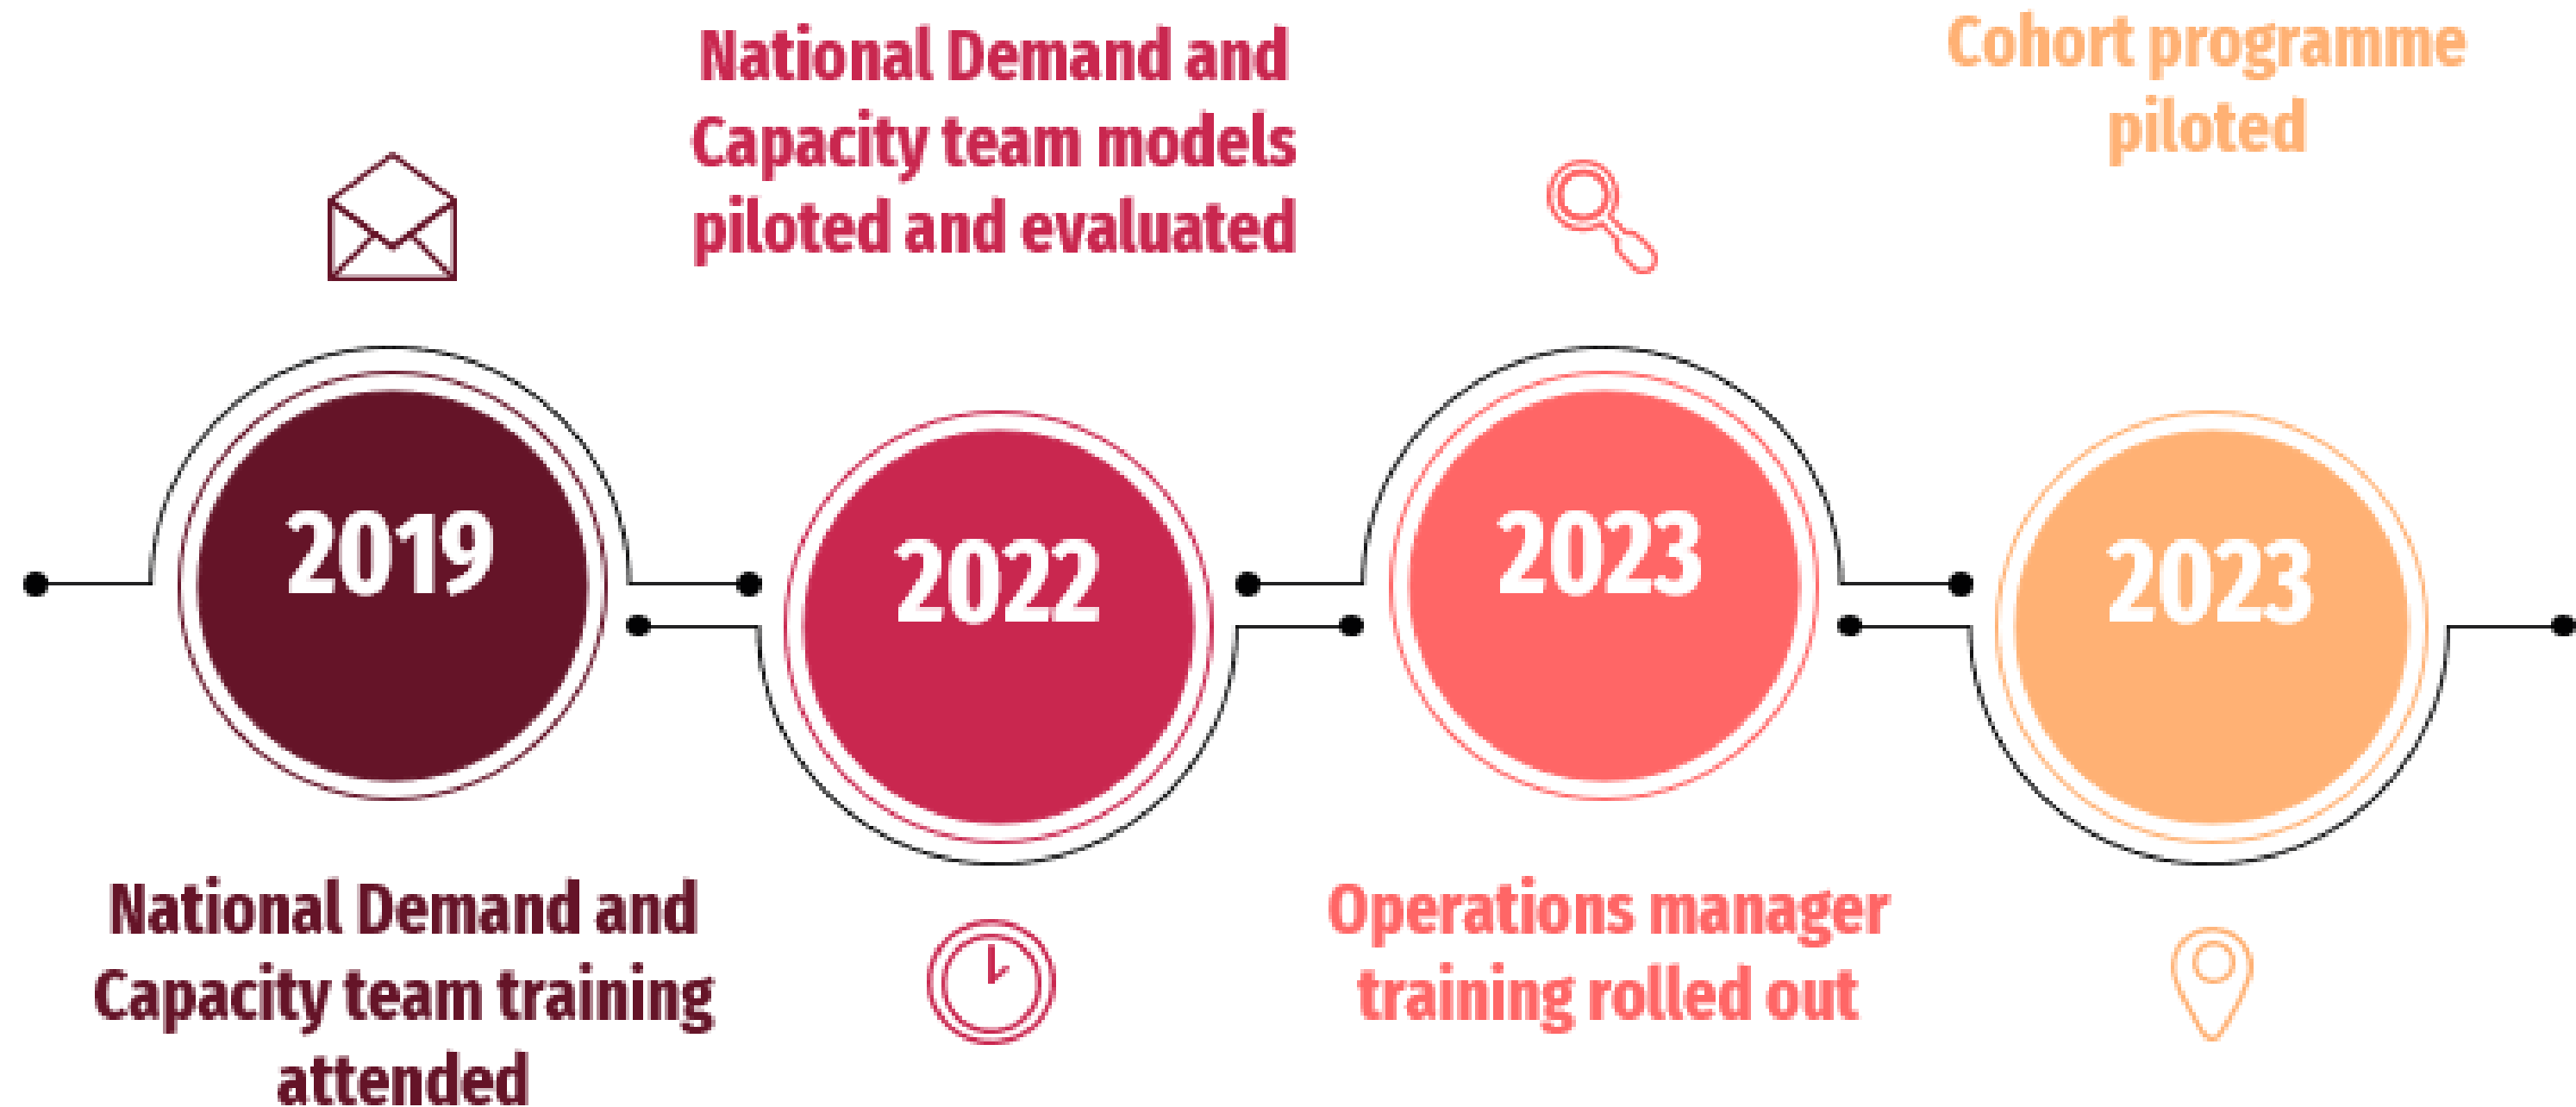 2019
National Demand and
Capacity team training
attended
National Demand and
Capacity team models
piloted and evaluated
2022
2023
Operations manager
training rolled out
Cohort programme
piloted
2023